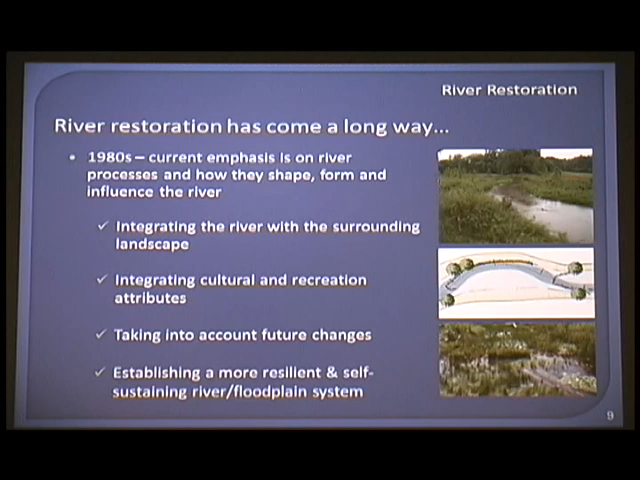 River Restoration
River restoration has come a long way...
• 1980s – current emphasis is on river
processes and how they shape, form and
influence the river
✓ Integrating the river with the surrounding
landscape
✓ Integrating cultural and recreation
attributes
✓ Taking into account future changes
✓ Establishing a more resilient & self-
sustaining river/floodplain system
9